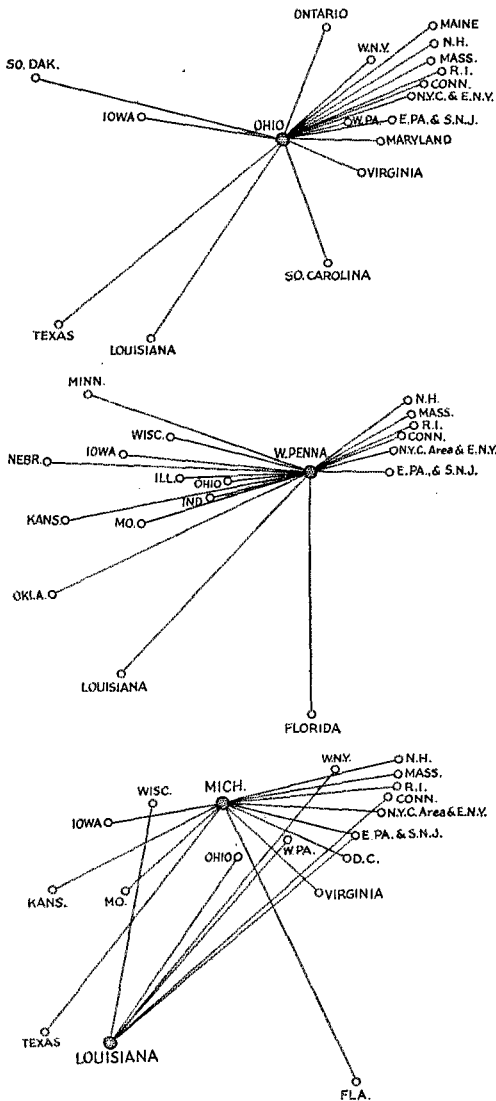 ONTARIO
MAINE
N.H.
W.N.Y.
MASS.
R.I.
SO. DAK.
CONN.
N.Y.C. & E.N.Y.
IOWA
OHIO
W.PA.
E.PA. & S.N.J.
MARYLAND
VIRGINIA
SO. CAROLINA
TEXAS
LOUISIANA
MINN.
N.H.
MASS.
R.I.
WISC.
CONN.
IOWA
W.PENNA
N.Y.C. Area & E.N.Y.
NEBR.
ILL.
OHIO
E.PA., & S.N.J.
IND.
KANS.
MO.
OKLA.
LOUISIANA
FLORIDA
W.N.Y.
N.H.
MASS.
R.I.
WISC.
MICH.
CONN.
IOWA
N.Y.C. Area & E.N.Y.
E.PA. & S.N.J.
OHIO
W.PA.
D.C.
KANS.
MO.
VIRGINIA
TEXAS
LOUISIANA
FLA.